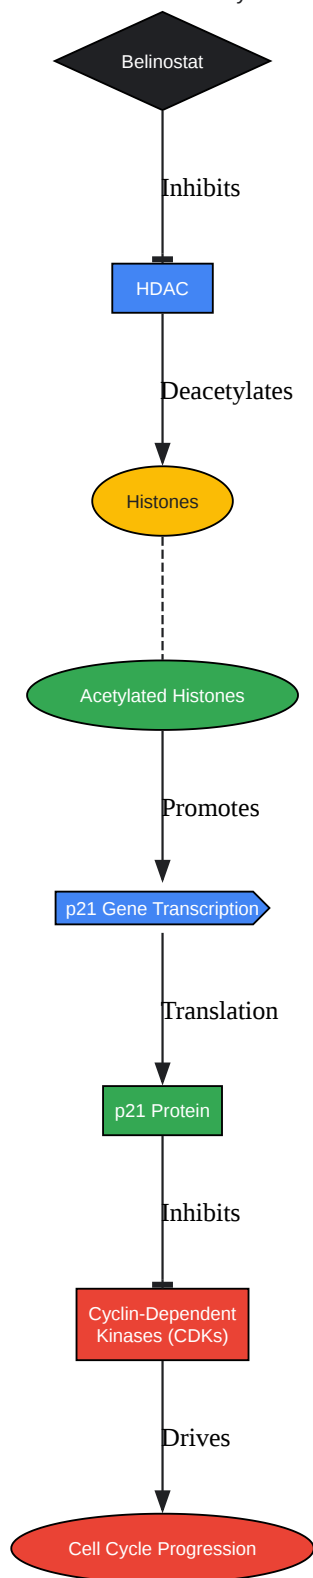 Belinostat
Inhibits
HDAC
Deacetylates
Histones
Acetylated Histones
Promotes
p21 Gene Transcription
Translation
p21 Protein
Inhibits
Cyclin-Dependent
Kinases (CDKs)
Drives
Cell Cycle Progression